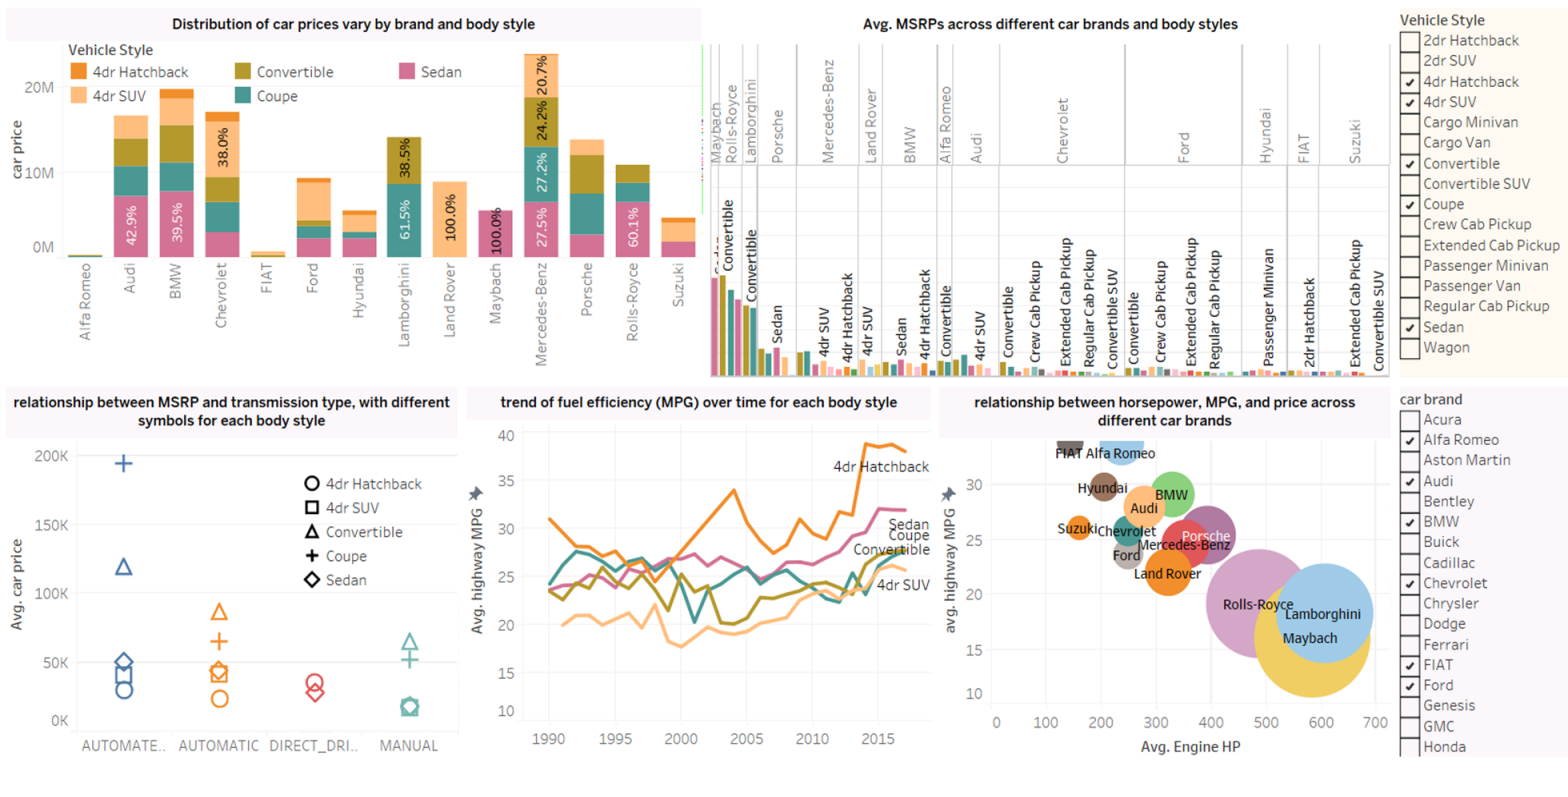 Distribution of car prices vary by brand and body style
Vehicle Style
4dr Hatchback
Convertible
Sedan
4dr SUV
Coupe
car price
20M
10M
0M
42.9%
39.5%
38.0%
38.5%
61.5%
100.0%
100.0%
20.7%
24.2%
27.2%
27.5%
60.1%
Alfa Romeo
Audi
BMW
Chevrolet
FIAT
Ford
Hyundai
Lamborghini
Land Rover
Maybach
Mercedes-Benz
Porsche
Rolls-Royce
Suzuki
Avg. MSRPs across different car brands and body styles
Maybach
Rolls-Royce
Lamborghini
Porsche
Mercedes-Benz
Land Rover
BMW
Alfa Romeo
Audi
Chevrolet
Ford
Hyundai
FIAT
Suzuki
Convertible
Convertible
Sedan
4dr SUV
4dr Hatchback
4dr SUV
Sedan
4dr Hatchback
Convertible
4dr SUV
Convertible
Crew Cab Pickup
Extended Cab Pickup
Regular Cab Pickup
Convertible SUV
Convertible
Crew Cab Pickup
Extended Cab Pickup
Regular Cab Pickup
Passenger Minivan
2dr Hatchback
Extended Cab Pickup
Convertible SUV
Vehicle Style
2dr Hatchback
2dr SUV
4dr Hatchback
4dr SUV
Cargo Minivan
Cargo Van
Convertible
Convertible SUV
Coupe
Crew Cab Pickup
Extended Cab Pickup
Passenger Minivan
Passenger Van
Regular Cab Pickup
Sedan
Wagon
relationship between MSRP and transmission type, with different
symbols for each body style
Avg. car price
200K
150K
100K
50K
0K
4dr Hatchback
4dr SUV
Convertible
Coupe
Sedan
AUTOMATE..
AUTOMATIC
DIRECT_DRI..
MANUAL
trend of fuel efficiency (MPG) over time for each body style
Avg. highway MPG
40
35
30
25
20
15
10
4dr Hatchback
Sedan
Coupe
Convertible
4dr SUV
1990
1995
2000
2005
2010
2015
relationship between horsepower, MPG, and price across
different car brands
avg. highway MPG
30
25
20
15
10
FIAT
Alfa Romeo
Hyundai
BMW
Audi
Suzuki
Chevrolet
Porsche
Mercedes-Benz
Ford
Land Rover
Rolls-Royce
Lamborghini
Maybach
0
100
200
300
400
500
600
700
Avg. Engine HP
car brand
Acura
Alfa Romeo
Aston Martin
Audi
Bentley
BMW
Buick
Cadillac
Chevrolet
Chrysler
Dodge
Ferrari
FIAT
Ford
Genesis
GMC
Honda